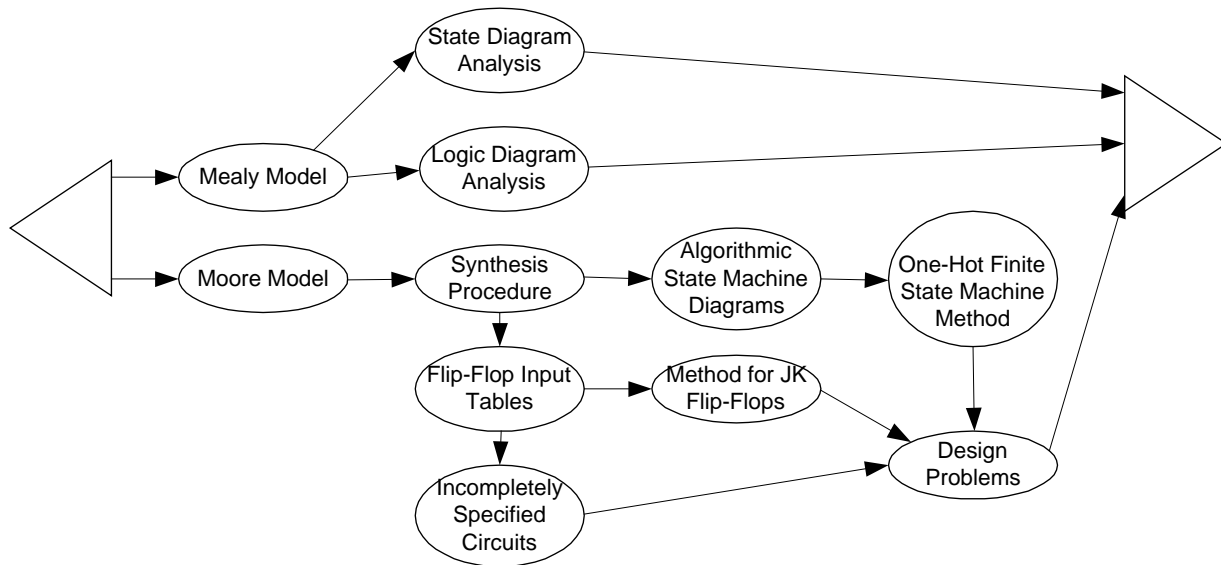 State Diagram
Analysis
Mealy Model
Logic Diagram
Analysis
Moore Model
Synthesis
Procedure
Algorithmic
State Machine
Diagrams
One-Hot Finite
State Machine
Method
Flip-Flop Input
Tables
Method for JK
Flip-Flops
Design
Problems
Incompletely
Specified
Circuits